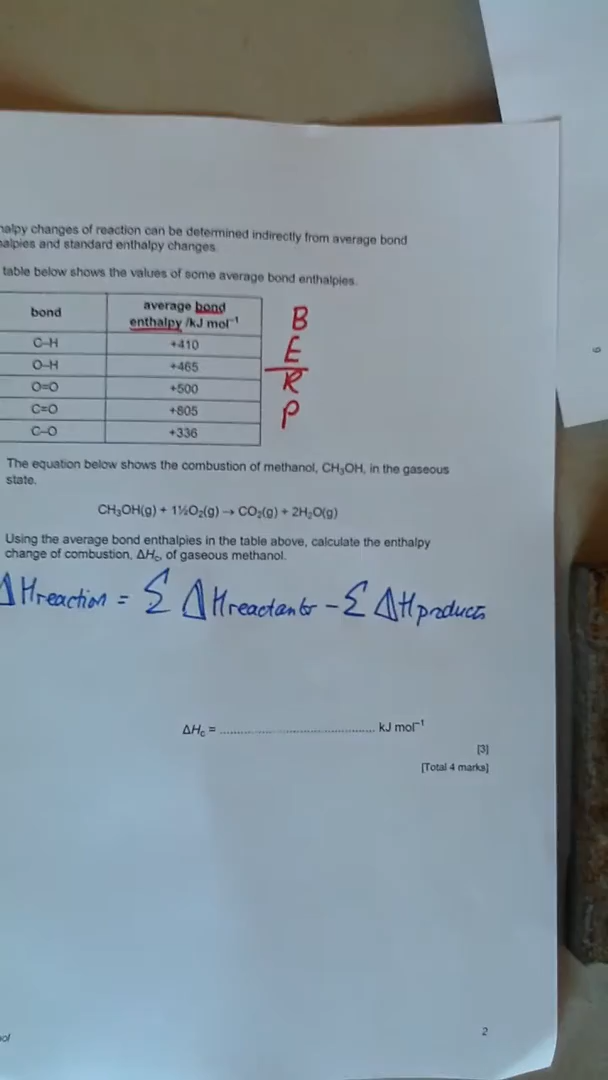 halpy changes of reaction can be determined indirectly from average bond
halpies and standard enthalpy changes.
table below shows the values of some average bond enthalpies.
bond average bond enthalpy /kJ mol⁻¹
C–H +410
O–H +465
O=O +500
C=O +805
C–O +336
B
E
R
P
The equation below shows the combustion of methanol, CH₃OH, in the gaseous
state.
CH₃OH(g) + 1½O₂(g) → CO₂(g) + 2H₂O(g)
Using the average bond enthalpies in the table above, calculate the enthalpy
change of combustion, ΔHc, of gaseous methanol.
ΔHreaction = Σ ΔHreactants – Σ ΔHproducts
ΔHc = ............................................ kJ mol⁻¹
[3]
[Total 4 marks]
ol 2